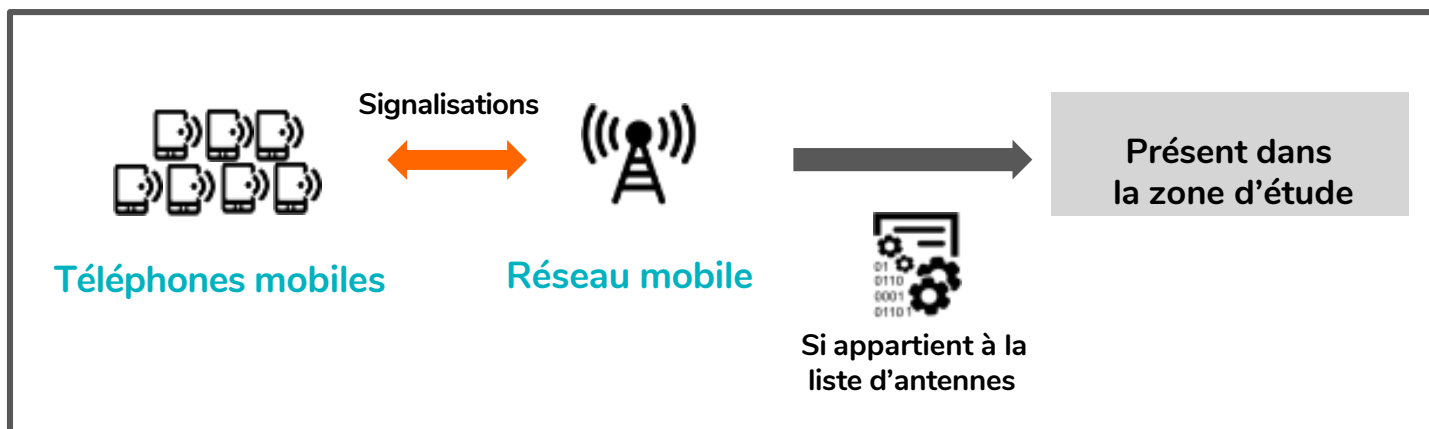 Signalisations
Présent dans
la zone d’étude
Téléphones mobiles
Réseau mobile
01
0110
0001
01101
Si appartient à la
liste d’antennes